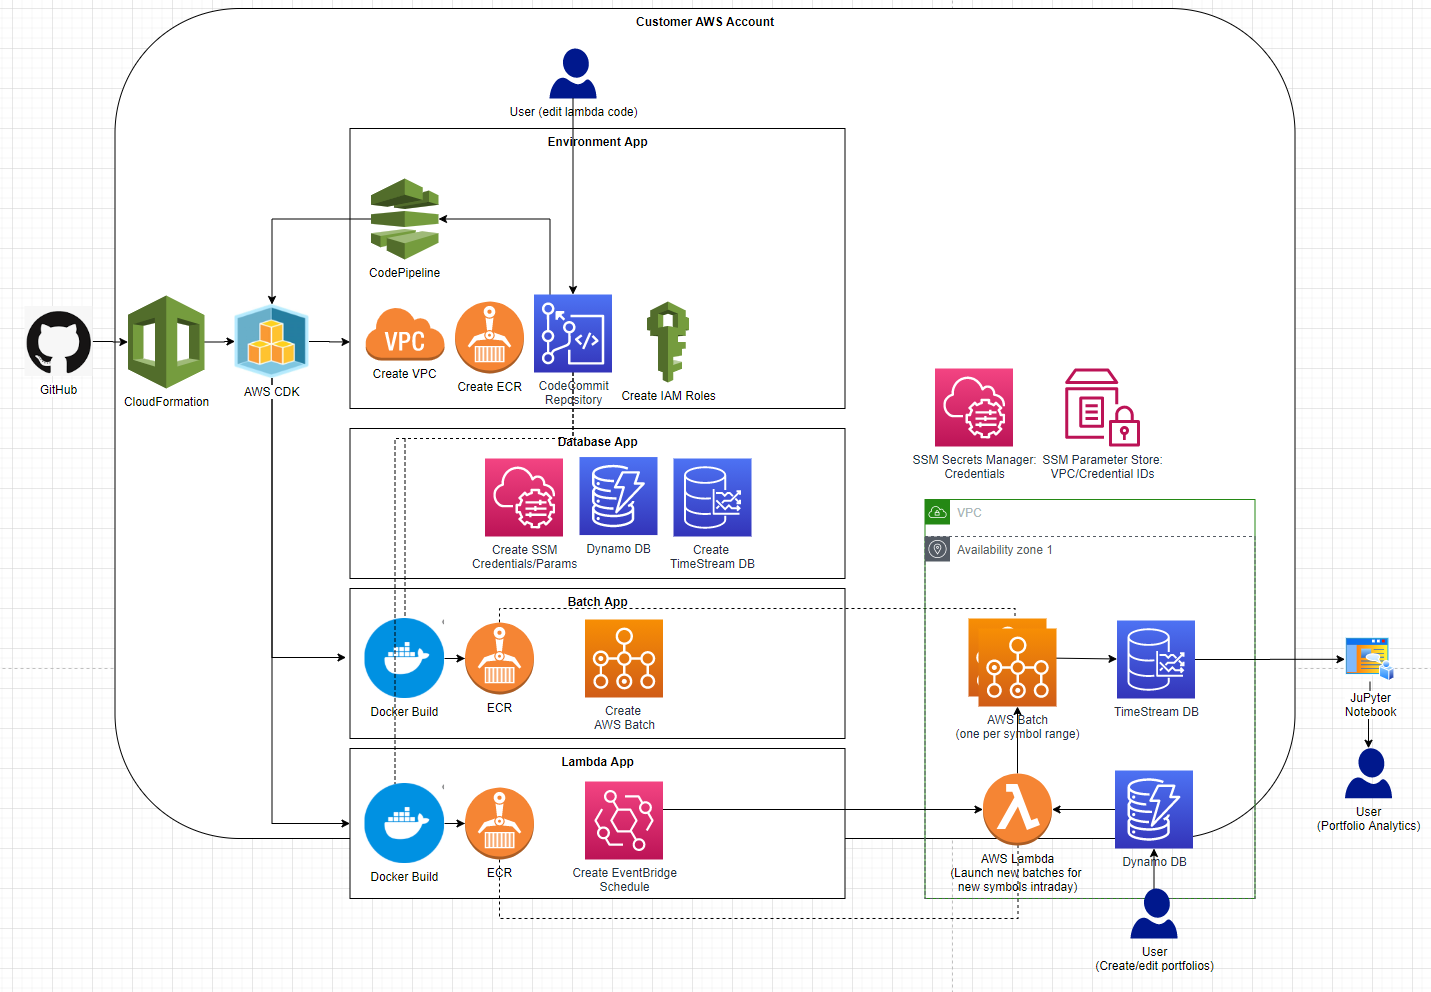 Customer AWS Account
User (edit lambda code)
Environment App
CodePipeline
VPC
Create VPC
Create ECR
CodeCommit
Repository
Create IAM Roles
GitHub
CloudFormation
AWS CDK
Database App
Create SSM
Credentials/Params
Dynamo DB
Create
TimeStream DB
SSM Secrets Manager:
Credentials
SSM Parameter Store:
VPC/Credential IDs
VPC
Availability zone 1
Batch App
Docker Build
ECR
Create
AWS Batch
AWS Batch
(one per symbol range)
TimeStream DB
JuPyter
Notebook
Lambda App
Docker Build
ECR
Create EventBridge
Schedule
AWS Lambda
(Launch new batches for
new symbols intraday)
Dynamo DB
User
(Portfolio Analytics)
User
(Create/edit portfolios)